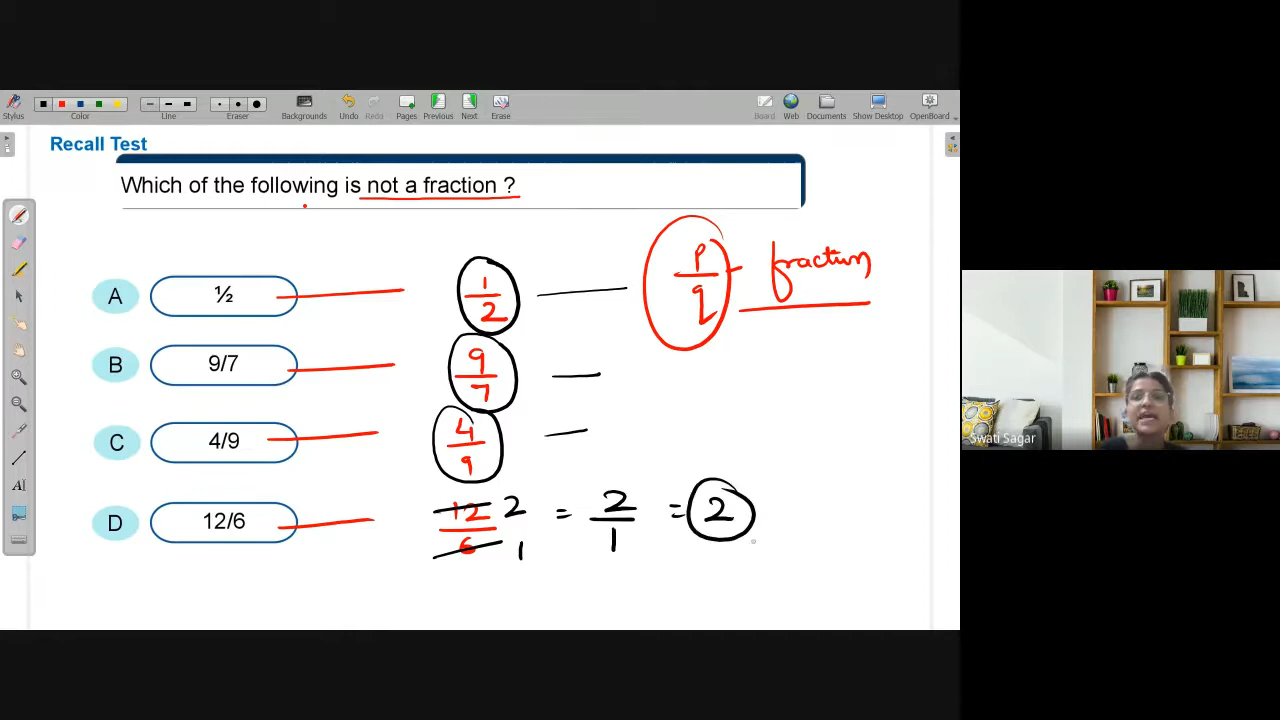 Stylus
Color
Line
Eraser
Backgrounds
Undo
Redo
Pages
Previous
Next
Erase
Board
Web
Documents
Show Desktop
OpenBoard
Recall Test
Which of the following is not a fraction ?
p/q - fraction
A ½ 1/2
B 9/7 9/7
C 4/9 4/9
D 12/6 12/6 2 1 = 2/1 = 2
Swati Sagar